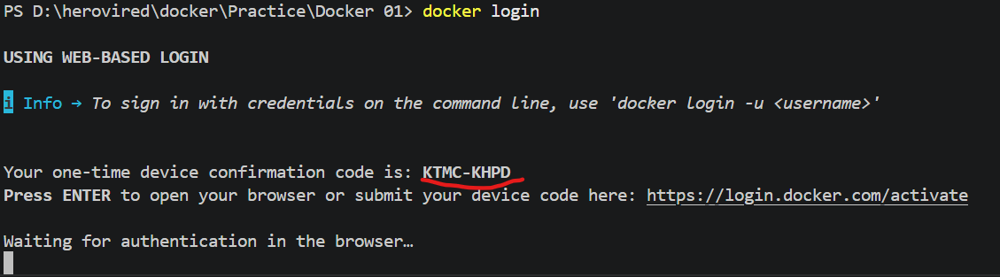 PS D:\herovired\docker\Practice\Docker 01> docker login
USING WEB-BASED LOGIN
i Info → To sign in with credentials on the command line, use 'docker login -u <username>'
Your one-time device confirmation code is: KTMC-KHPD
Press ENTER to open your browser or submit your device code here: https://login.docker.com/activate
Waiting for authentication in the browser…